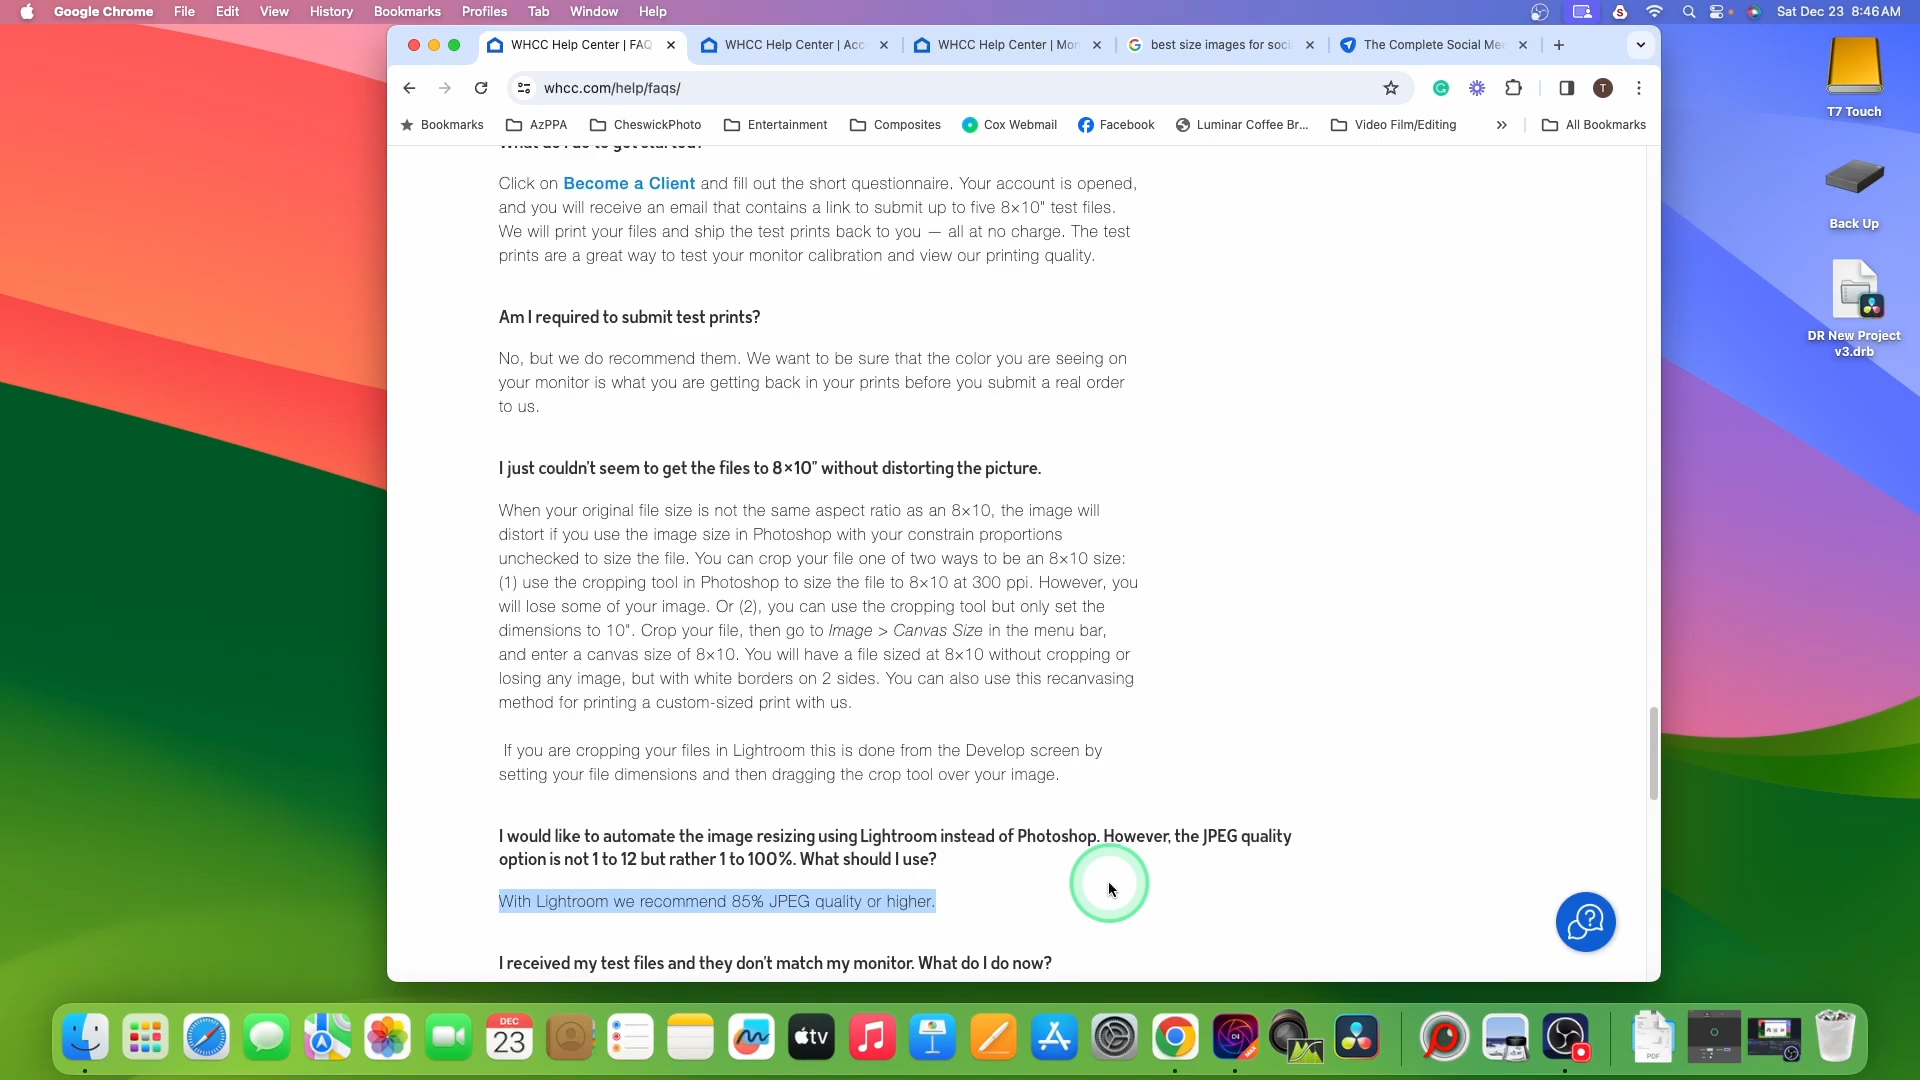 Google Chrome File Edit View History Bookmarks Profiles Tab Window Help
Sat Dec 23 8:46 AM
WHCC Help Center | FAQ
WHCC Help Center | Acc
WHCC Help Center | Mon
best size images for soci
The Complete Social Me
whcc.com/help/faqs/
T
Bookmarks AzPPA CheswickPhoto Entertainment Composites Cox Webmail Facebook Luminar Coffee Br... Video Film/Editing » All Bookmarks
What do I do to get started?
Click on Become a Client and fill out the short questionnaire. Your account is opened,
and you will receive an email that contains a link to submit up to five 8×10" test files.
We will print your files and ship the test prints back to you — all at no charge. The test
prints are a great way to test your monitor calibration and view our printing quality.
Am I required to submit test prints?
No, but we do recommend them. We want to be sure that the color you are seeing on
your monitor is what you are getting back in your prints before you submit a real order
to us.
I just couldn't seem to get the files to 8×10" without distorting the picture.
When your original file size is not the same aspect ratio as an 8×10, the image will
distort if you use the image size in Photoshop with your constrain proportions
unchecked to size the file. You can crop your file one of two ways to be an 8×10 size:
(1) use the cropping tool in Photoshop to size the file to 8×10 at 300 ppi. However, you
will lose some of your image. Or (2), you can use the cropping tool but only set the
dimensions to 10". Crop your file, then go to Image > Canvas Size in the menu bar,
and enter a canvas size of 8×10. You will have a file sized at 8×10 without cropping or
losing any image, but with white borders on 2 sides. You can also use this recanvasing
method for printing a custom-sized print with us.
If you are cropping your files in Lightroom this is done from the Develop screen by
setting your file dimensions and then dragging the crop tool over your image.
I would like to automate the image resizing using Lightroom instead of Photoshop. However, the JPEG quality
option is not 1 to 12 but rather 1 to 100%. What should I use?
With Lightroom we recommend 85% JPEG quality or higher.
I received my test files and they don't match my monitor. What do I do now?
T7 Touch
Back Up
DR New Project
v3.drb
DEC
23
tv
PDF